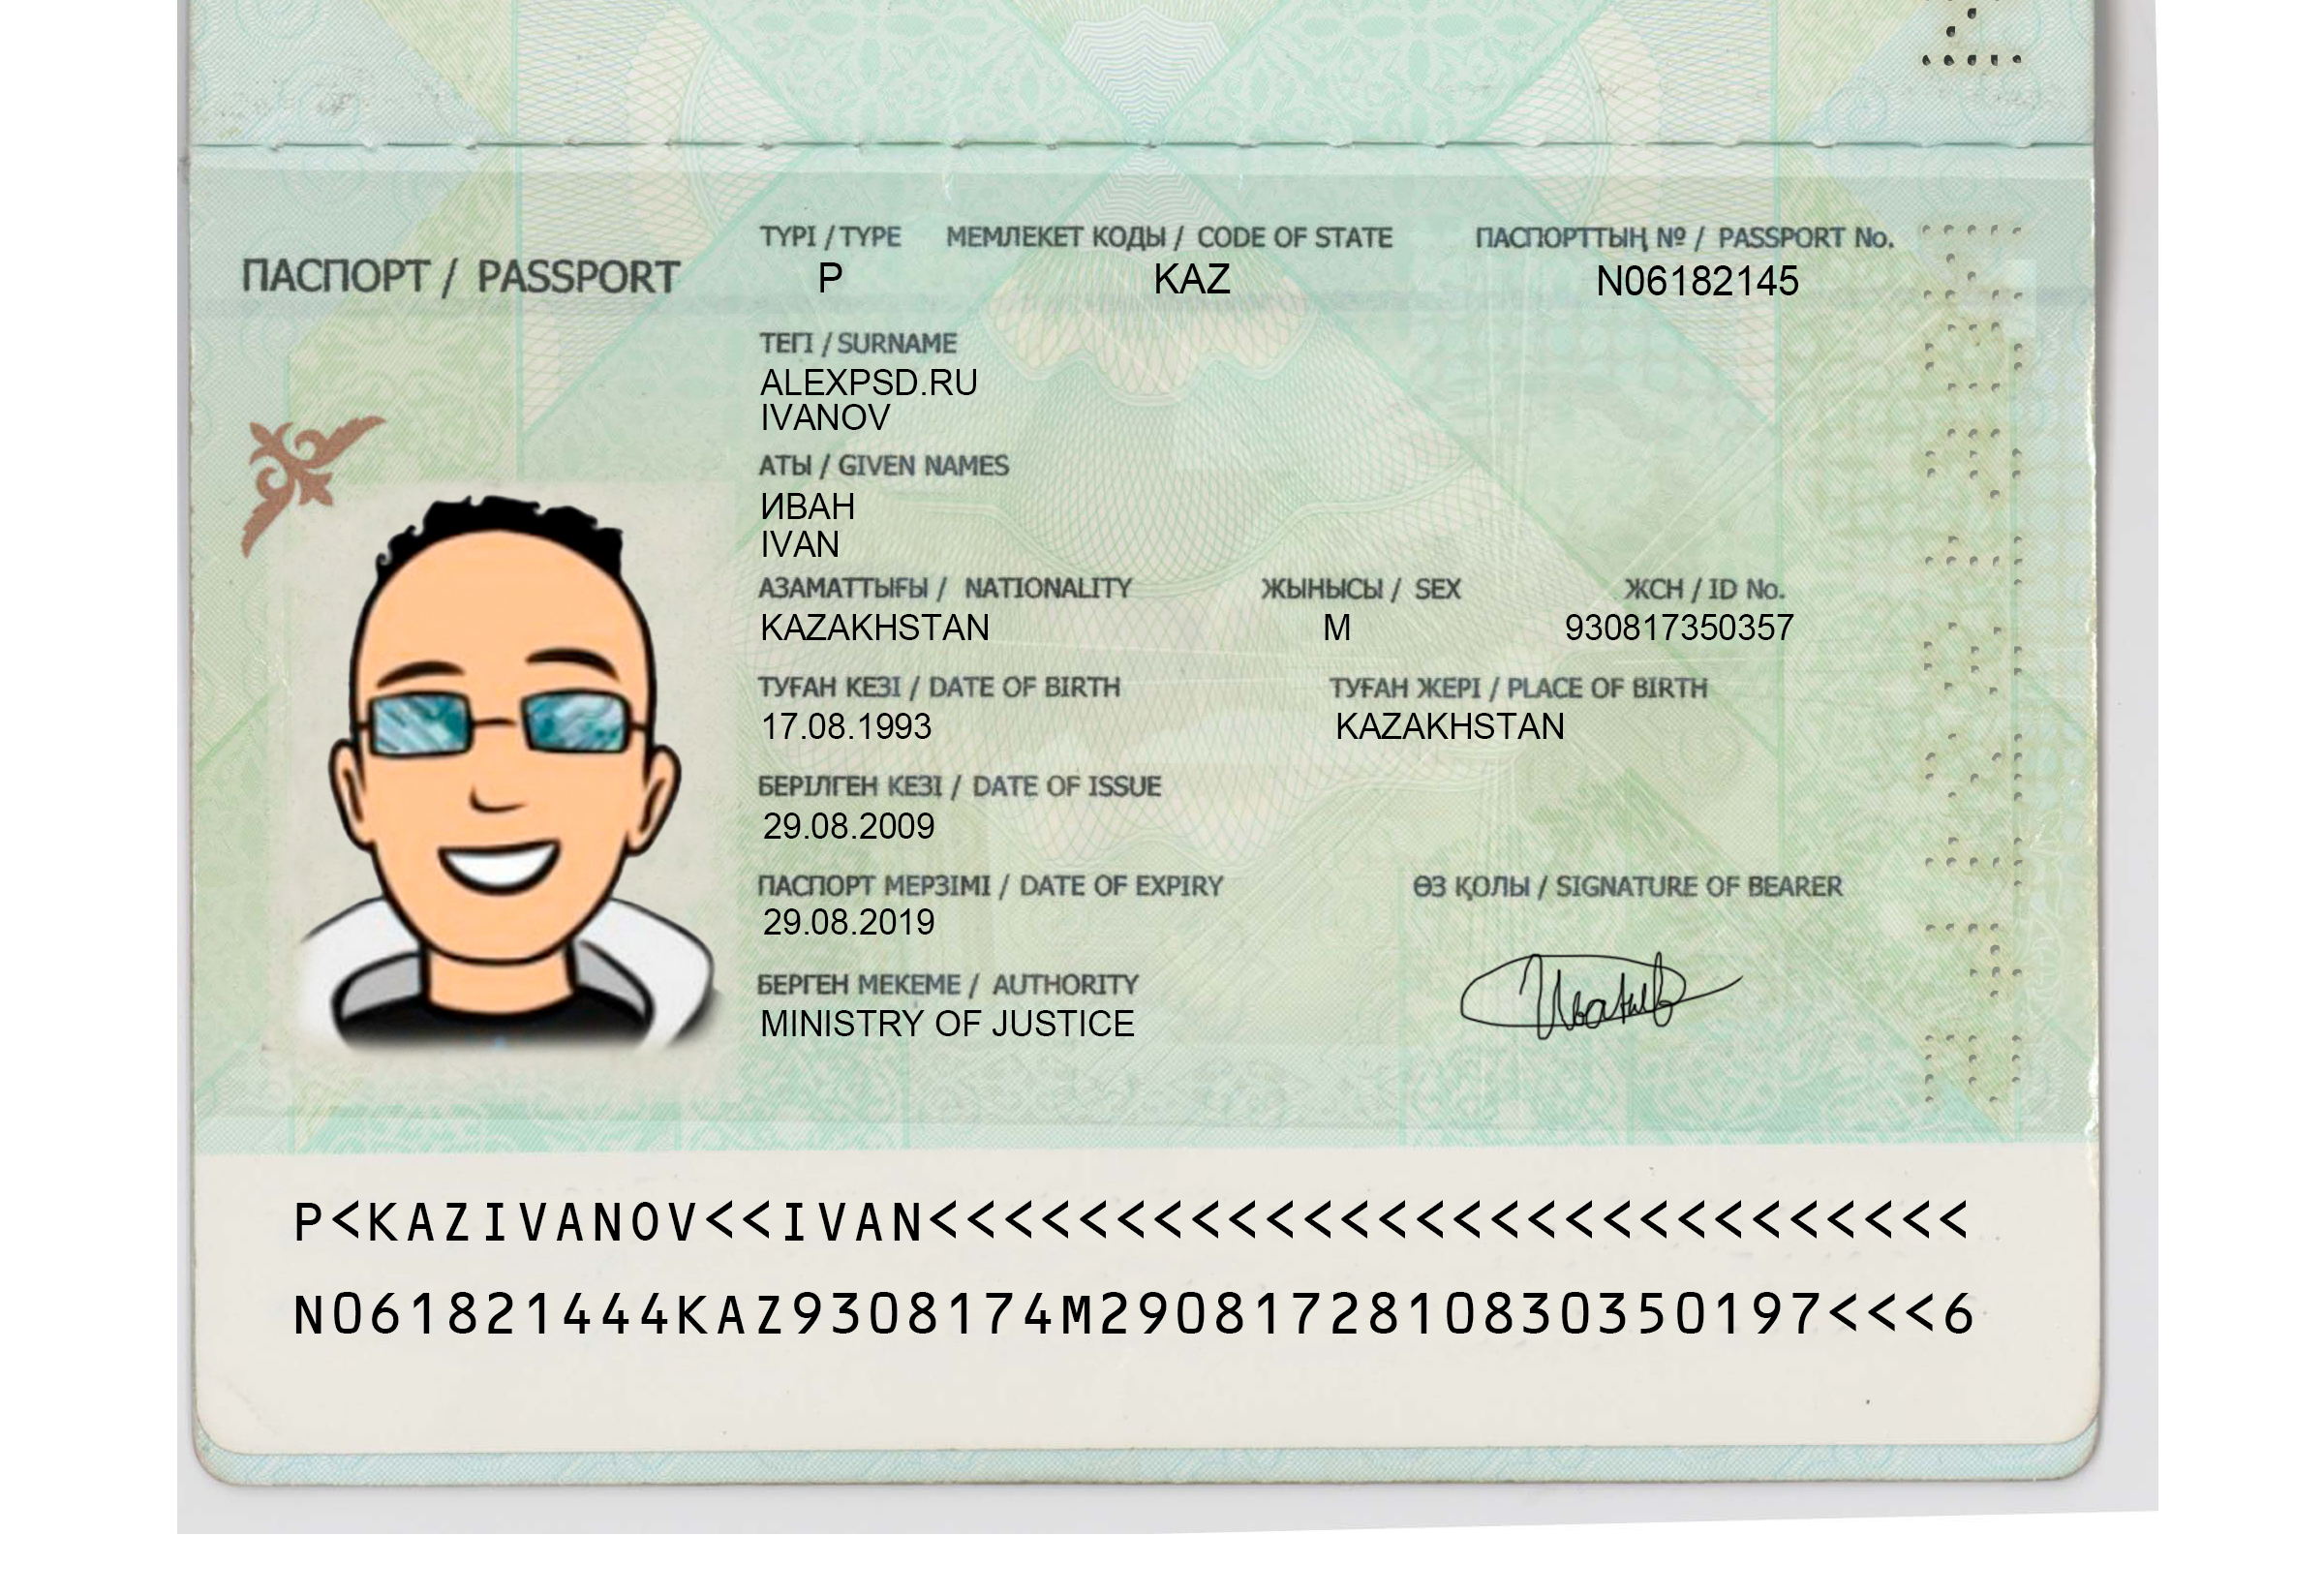 ТҮРІ / TYPE МЕМЛЕКЕТ КОДЫ / CODE OF STATE ПАСПОРТТЫҢ № / PASSPORT No.
ПАСПОРТ / PASSPORT P KAZ N06182145
ТЕГІ / SURNAME
ALEXPSD.RU
IVANOV
АТЫ / GIVEN NAMES
ИВАН
IVAN
АЗАМАТТЫҒЫ / NATIONALITY ЖЫНЫСЫ / SEX ЖСН / ID No.
KAZAKHSTAN M 930817350357
ТУҒАН КЕЗІ / DATE OF BIRTH ТУҒАН ЖЕРІ / PLACE OF BIRTH
17.08.1993 KAZAKHSTAN
БЕРІЛГЕН КЕЗІ / DATE OF ISSUE
29.08.2009
ПАСПОРТ МЕРЗІМІ / DATE OF EXPIRY ӨЗ ҚОЛЫ / SIGNATURE OF BEARER
29.08.2019
БЕРГЕН МЕКЕМЕ / AUTHORITY
MINISTRY OF JUSTICE
P<KAZIVANOV<<IVAN<<<<<<<<<<<<<<<<<<<<<<<<<<<<
N061821444KAZ9308174M2908172810830350197<<<6